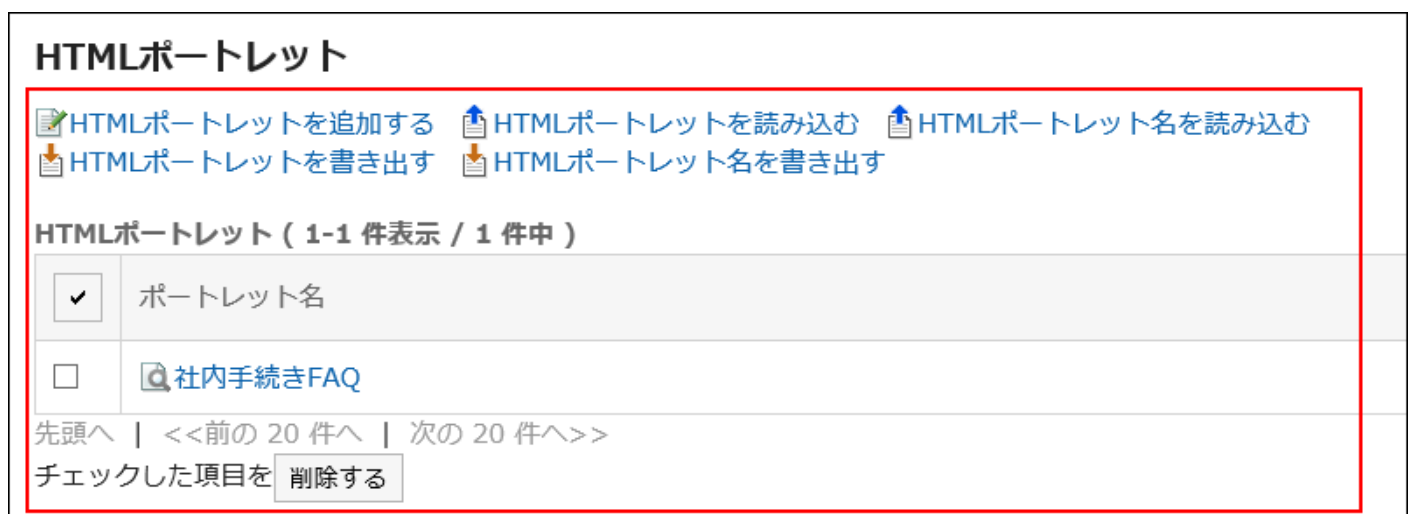 HTMLポートレット
HTMLポートレットを追加する HTMLポートレットを読み込む HTMLポートレット名を読み込む
HTMLポートレットを書き出す HTMLポートレット名を書き出す
HTMLポートレット ( 1-1 件表示 / 1 件中 )
ポートレット名
社内手続きFAQ
先頭へ | <<前の 20 件へ | 次の 20 件へ>>
チェックした項目を 削除する